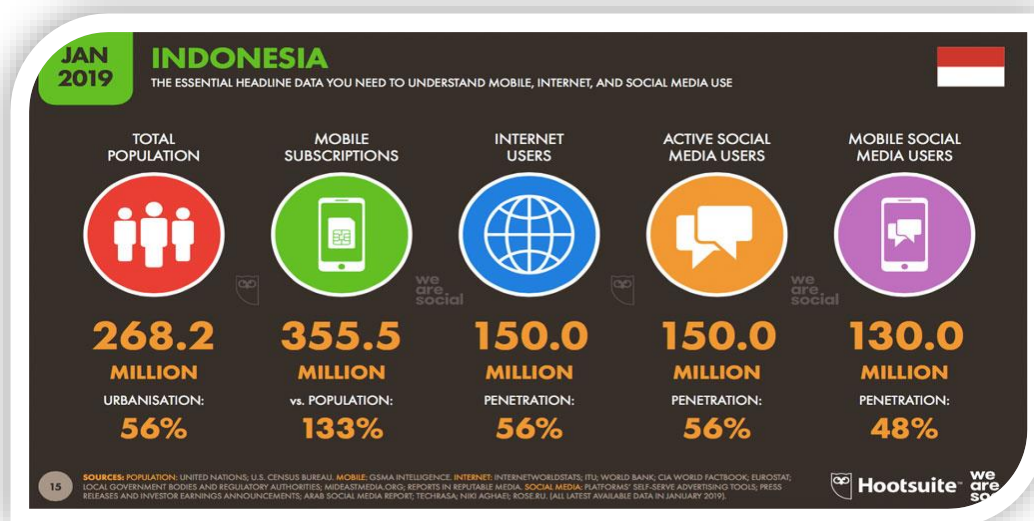 JAN
2019
INDONESIA
THE ESSENTIAL HEADLINE DATA YOU NEED TO UNDERSTAND MOBILE, INTERNET, AND SOCIAL MEDIA USE
TOTAL
POPULATION
MOBILE
SUBSCRIPTIONS
INTERNET
USERS
ACTIVE SOCIAL
MEDIA USERS
MOBILE SOCIAL
MEDIA USERS
we
are
social
we
are
social
268.2
MILLION
URBANISATION:
56%
355.5
MILLION
vs. POPULATION:
133%
150.0
MILLION
PENETRATION:
56%
150.0
MILLION
PENETRATION:
56%
130.0
MILLION
PENETRATION:
48%
15
SOURCES: POPULATION: UNITED NATIONS; U.S. CENSUS BUREAU. MOBILE: GSMA INTELLIGENCE. INTERNET: INTERNETWORLDSTATS; ITU; WORLD BANK; CIA WORLD FACTBOOK; EUROSTAT;
LOCAL GOVERNMENT BODIES AND REGULATORY AUTHORITIES; MIDEASTMEDIA.ORG; REPORTS IN REPUTABLE MEDIA. SOCIAL MEDIA: PLATFORMS' SELF-SERVE ADVERTISING TOOLS; PRESS
RELEASES AND INVESTOR EARNINGS ANNOUNCEMENTS; ARAB SOCIAL MEDIA REPORT; TECHRASA; NIKI AGHAEI; ROSE.RU. (ALL LATEST AVAILABLE DATA IN JANUARY 2019).
Hootsuite™
we
are
so